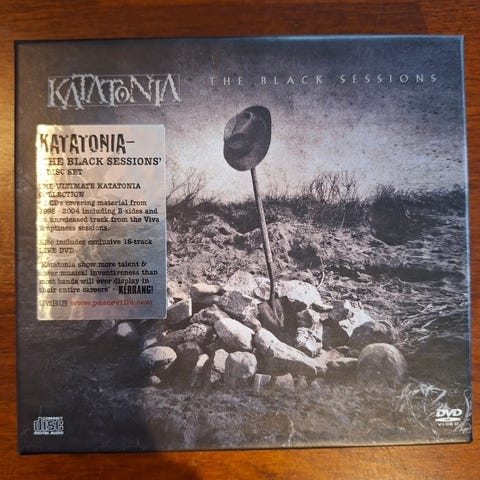 KATATONIA
THE BLACK SESSIONS
KATATONIA–
'THE BLACK SESSIONS'
DISC SET
THE ULTIMATE KATATONIA
COLLECTION
CD's covering material from
1998 - 2004 including B-sides and
unreleased track from the Viva
Emptiness sessions.
Also includes exclusive 16-track
LIVE DVD
'Katatonia show more talent &
sheer musical inventiveness than
most bands will ever display in
their entire careers' - KERRANG!
www.peaceville.com
COMPACT
disc
DIGITAL AUDIO
DVD
VIDEO